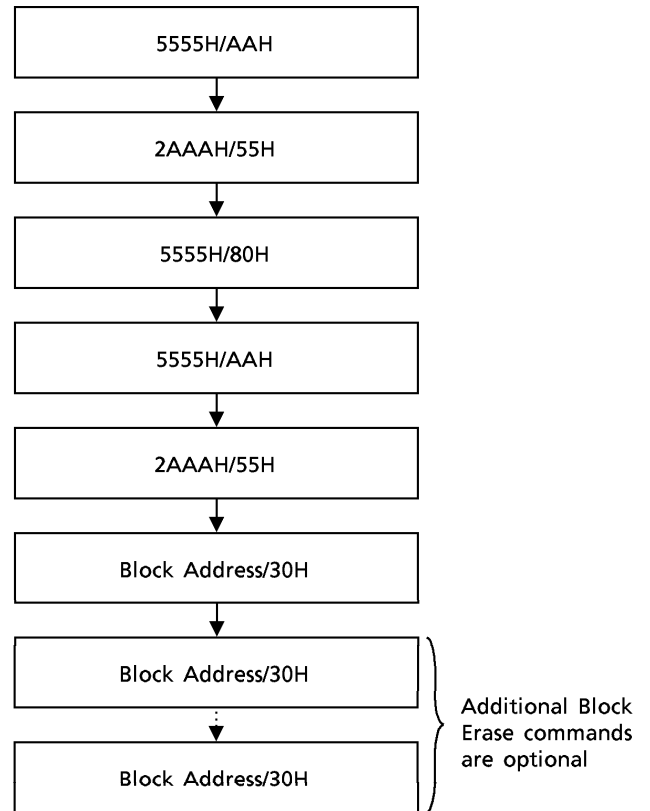 5555H/AAH
2AAAH/55H
5555H/80H
5555H/AAH
2AAAH/55H
Block Address/30H
Block Address/30H
Block Address/30H
Additional Block
Erase commands
are optional